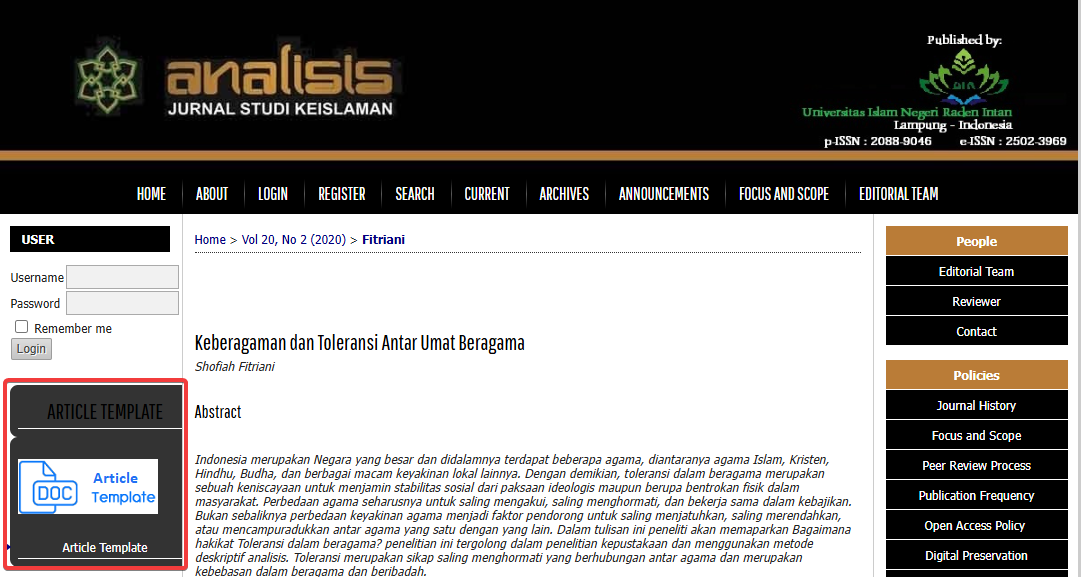 analisis
JURNAL STUDI KEISLAMAN
Published by:
Universitas Islam Negeri Raden Intan
Lampung - Indonesia
p-ISSN : 2088-9046 e-ISSN : 2502-3969
HOME ABOUT LOGIN REGISTER SEARCH CURRENT ARCHIVES ANNOUNCEMENTS FOCUS AND SCOPE EDITORIAL TEAM
USER
Username
Password
Remember me
Login
ARTICLE TEMPLATE
DOC
Article
Template
Article Template
Home > Vol 20, No 2 (2020) > Fitriani
Keberagaman dan Toleransi Antar Umat Beragama
Shofiah Fitriani
Abstract
Indonesia merupakan Negara yang besar dan didalamnya terdapat beberapa agama, diantaranya agama Islam, Kristen,
Hindhu, Budha, dan berbagai macam keyakinan lokal lainnya. Dengan demikian, toleransi dalam beragama merupakan
sebuah keniscayaan untuk menjamin stabilitas sosial dari paksaan ideologis maupun berupa bentrokan fisik dalam
masyarakat. Perbedaan agama seharusnya untuk saling mengakui, saling menghormati, dan bekerja sama dalam kebajikan.
Bukan sebaliknya perbedaan keyakinan agama menjadi faktor pendorong untuk saling menjatuhkan, saling merendahkan,
atau mencampuradukkan antar agama yang satu dengan yang lain. Dalam tulisan ini peneliti akan memaparkan Bagaimana
hakikat Toleransi dalam beragama? penelitian ini tergolong dalam penelitian kepustakaan dan menggunakan metode
deskriptif analisis. Toleransi merupakan sikap saling menghormati yang berhubungan antar agama dan merupakan
kebebasan dalam beragama dan beribadah.
People
Editorial Team
Reviewer
Contact
Policies
Journal History
Focus and Scope
Peer Review Process
Publication Frequency
Open Access Policy
Digital Preservation